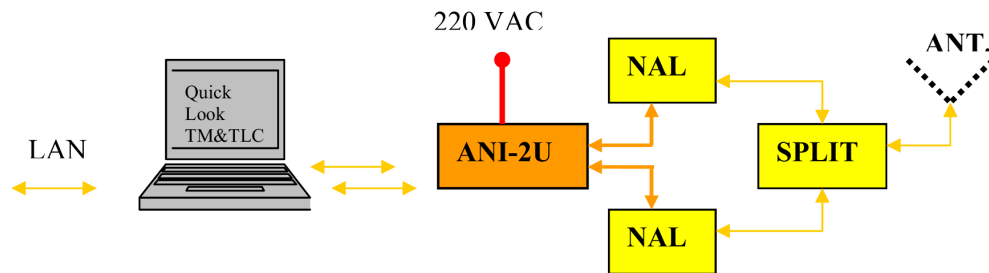 220 VAC
NAL
ANT.
Quick
Look
TM&TLC
LAN
ANI-2U
SPLIT
NAL